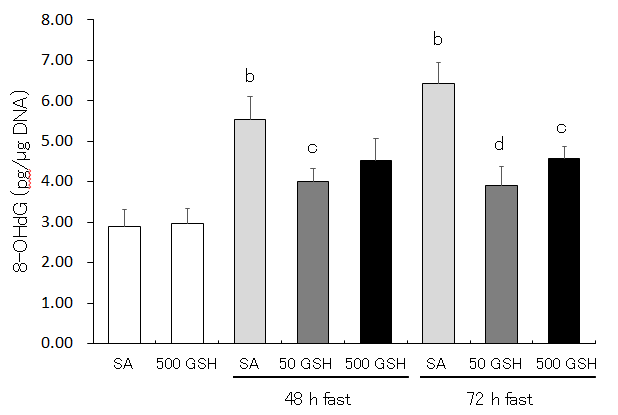 8.00
7.00
6.00
5.00
4.00
3.00
2.00
1.00
0.00
8-OHdG (pg/μg DNA)
b
c
b
d
c
SA 500 GSH SA 50 GSH 500 GSH SA 50 GSH 500 GSH
48 h fast 72 h fast